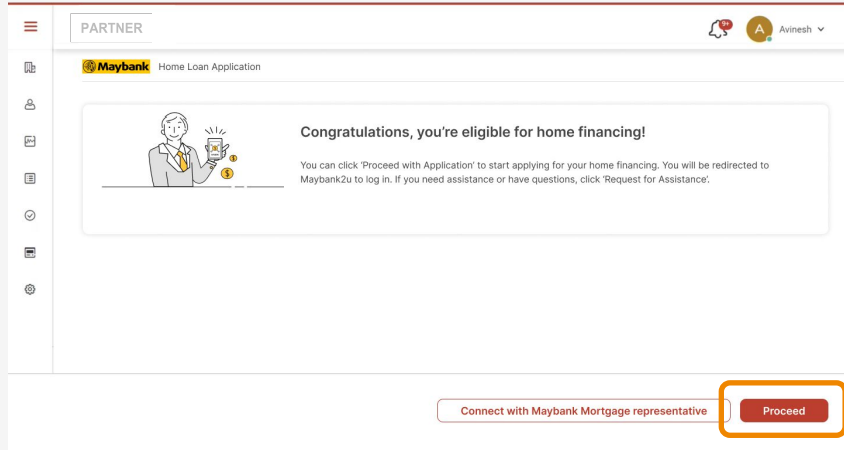 PARTNER
9+
A
Avinesh
Maybank Home Loan Application
Congratulations, you're eligible for home financing!
You can click 'Proceed with Application' to start applying for your home financing. You will be redirected to
Maybank2u to log in. If you need assistance or have questions, click 'Request for Assistance'.
Connect with Maybank Mortgage representative
Proceed